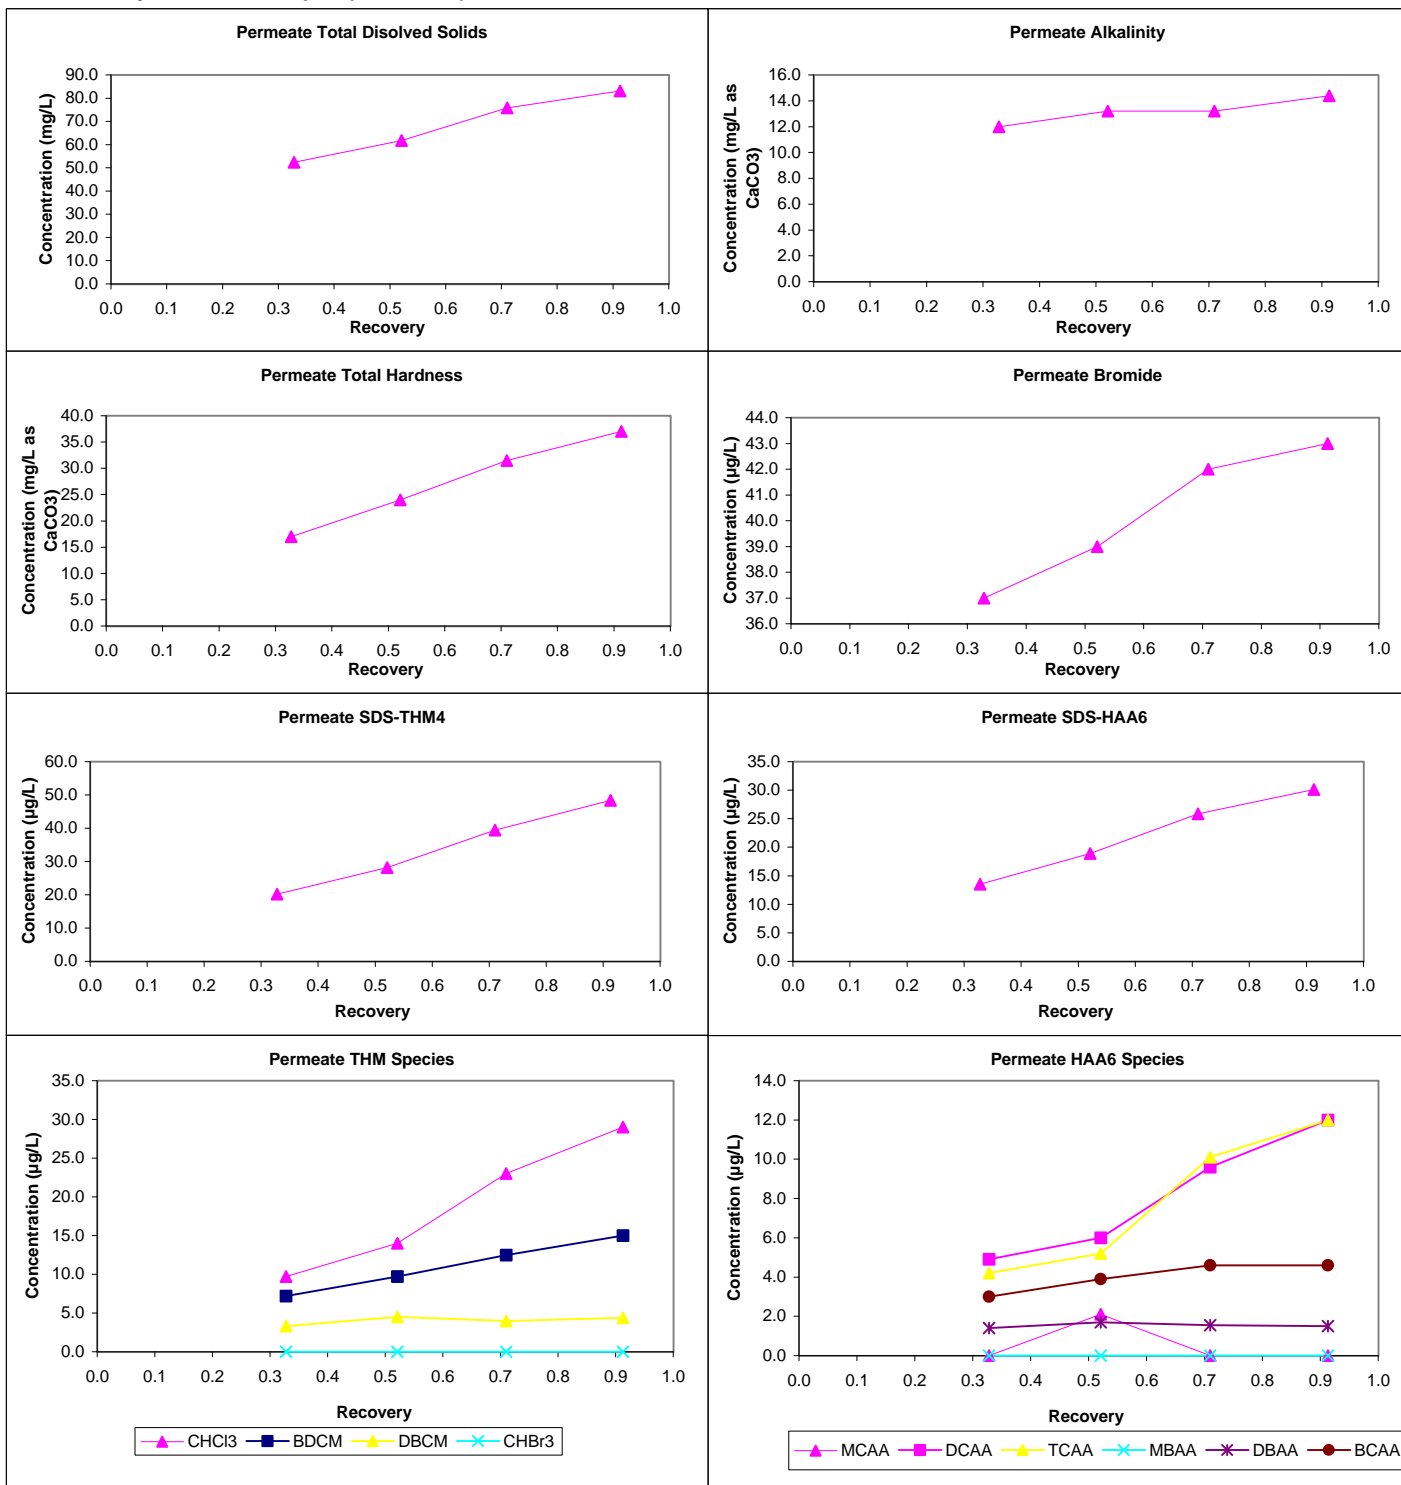 Permeate Total Disolved Solids
Concentration (mg/L)
90.0
80.0
70.0
60.0
50.0
40.0
30.0
20.0
10.0
0.0
0.0 0.1 0.2 0.3 0.4 0.5 0.6 0.7 0.8 0.9 1.0
Recovery
Permeate Alkalinity
Concentration (mg/L as
CaCO3)
16.0
14.0
12.0
10.0
8.0
6.0
4.0
2.0
0.0
0.0 0.1 0.2 0.3 0.4 0.5 0.6 0.7 0.8 0.9 1.0
Recovery
Permeate Total Hardness
Concentration (mg/L as
CaCO3)
40.0
35.0
30.0
25.0
20.0
15.0
10.0
5.0
0.0
0.0 0.1 0.2 0.3 0.4 0.5 0.6 0.7 0.8 0.9 1.0
Recovery
Permeate Bromide
Concentration (µg/L)
44.0
43.0
42.0
41.0
40.0
39.0
38.0
37.0
36.0
0.0 0.1 0.2 0.3 0.4 0.5 0.6 0.7 0.8 0.9 1.0
Recovery
Permeate SDS-THM4
Concentration (µg/L)
60.0
50.0
40.0
30.0
20.0
10.0
0.0
0.0 0.1 0.2 0.3 0.4 0.5 0.6 0.7 0.8 0.9 1.0
Recovery
Permeate SDS-HAA6
Concentration (µg/L)
35.0
30.0
25.0
20.0
15.0
10.0
5.0
0.0
0.0 0.1 0.2 0.3 0.4 0.5 0.6 0.7 0.8 0.9 1.0
Recovery
Permeate THM Species
Concentration (µg/L)
35.0
30.0
25.0
20.0
15.0
10.0
5.0
0.0
0.0 0.1 0.2 0.3 0.4 0.5 0.6 0.7 0.8 0.9 1.0
Recovery
CHCl3 BDCM DBCM CHBr3
Permeate HAA6 Species
Concentration (µg/L)
14.0
12.0
10.0
8.0
6.0
4.0
2.0
0.0
0.0 0.1 0.2 0.3 0.4 0.5 0.6 0.7 0.8 0.9 1.0
Recovery
MCAA DCAA TCAA MBAA DBAA BCAA